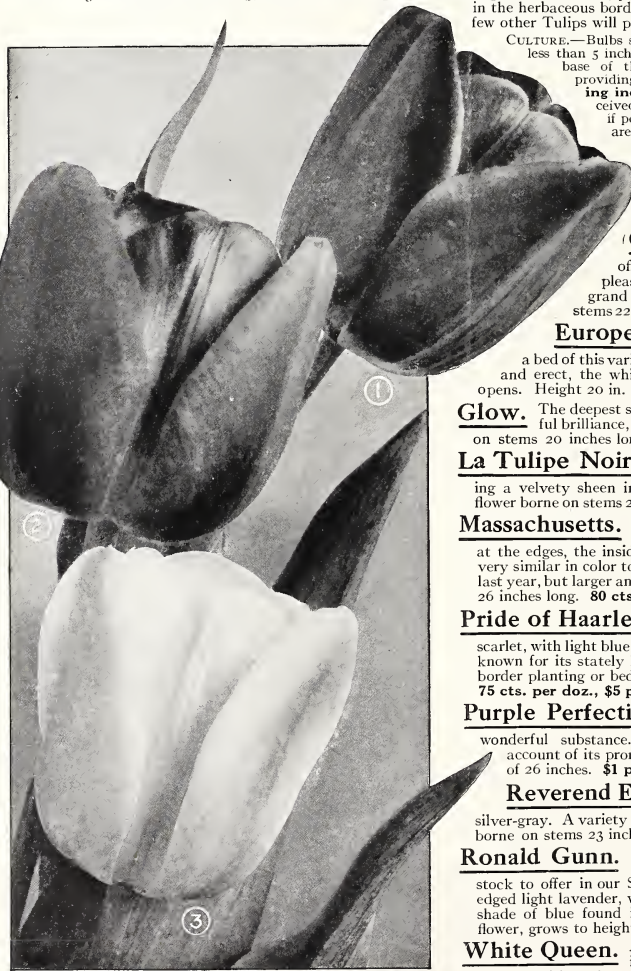 in the herbaceous bord
few other Tulips will p
CULTURE.—Bulbs
less than 5 inch
base of t
providing
ing in
ceived
if p
are
of
pleas
grand
stems 22
Europe
a bed of this var
and erect, the whi
opens. Height 20 in.
Glow. The deepest s
ful brilliance,
on stems 20 inches lon
La Tulipe Noir
ing a velvety sheen in
flower borne on stems 2
Massachusetts.
at the edges, the insid
very similar in color to
last year, but larger an
26 inches long. 80 cts
Pride of Haarle
scarlet, with light blue
known for its stately
border planting or bed
75 cts. per doz., $5 p
Purple Perfecti
wonderful substance.
account of its pro
of 26 inches. $1 p
Reverend E
silver-gray. A variety
borne on stems 23 incl
Ronald Gunn.
stock to offer in our S
edged light lavender, v
shade of blue found
flower, grows to heigh
White Queen.
1
2
3